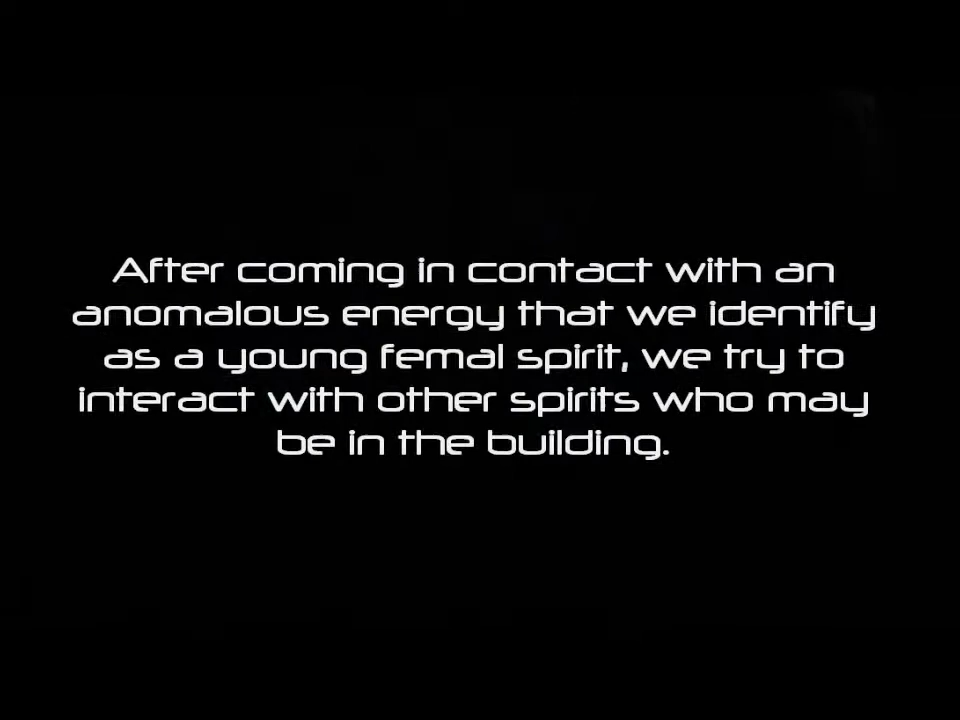 After coming in contact with an
anomalous energy that we identify
as a young femal spirit, we try to
interact with other spirits who may
be in the building.